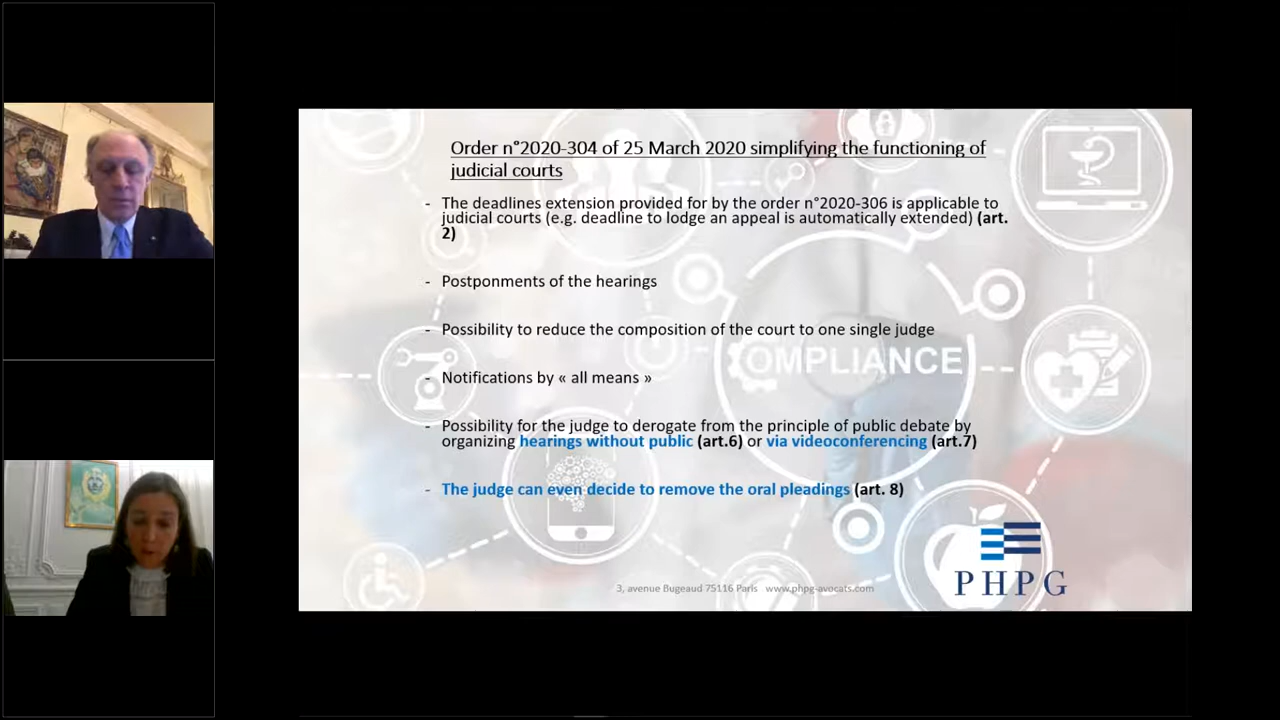 Order n°2020-304 of 25 March 2020 simplifying the functioning of
judicial courts
- The deadlines extension provided for by the order n°2020-306 is applicable to
judicial courts (e.g. deadline to lodge an appeal is automatically extended) (art.
2)
- Postponments of the hearings
- Possibility to reduce the composition of the court to one single judge
OMPLIANCE
- Notifications by « all means »
- Possibility for the judge to derogate from the principle of public debate by
organizing hearings without public (art.6) or via videoconferencing (art.7)
- The judge can even decide to remove the oral pleadings (art. 8)
3, avenue Bugeaud 75116 Paris www.phpg-avocats.com
PHPG